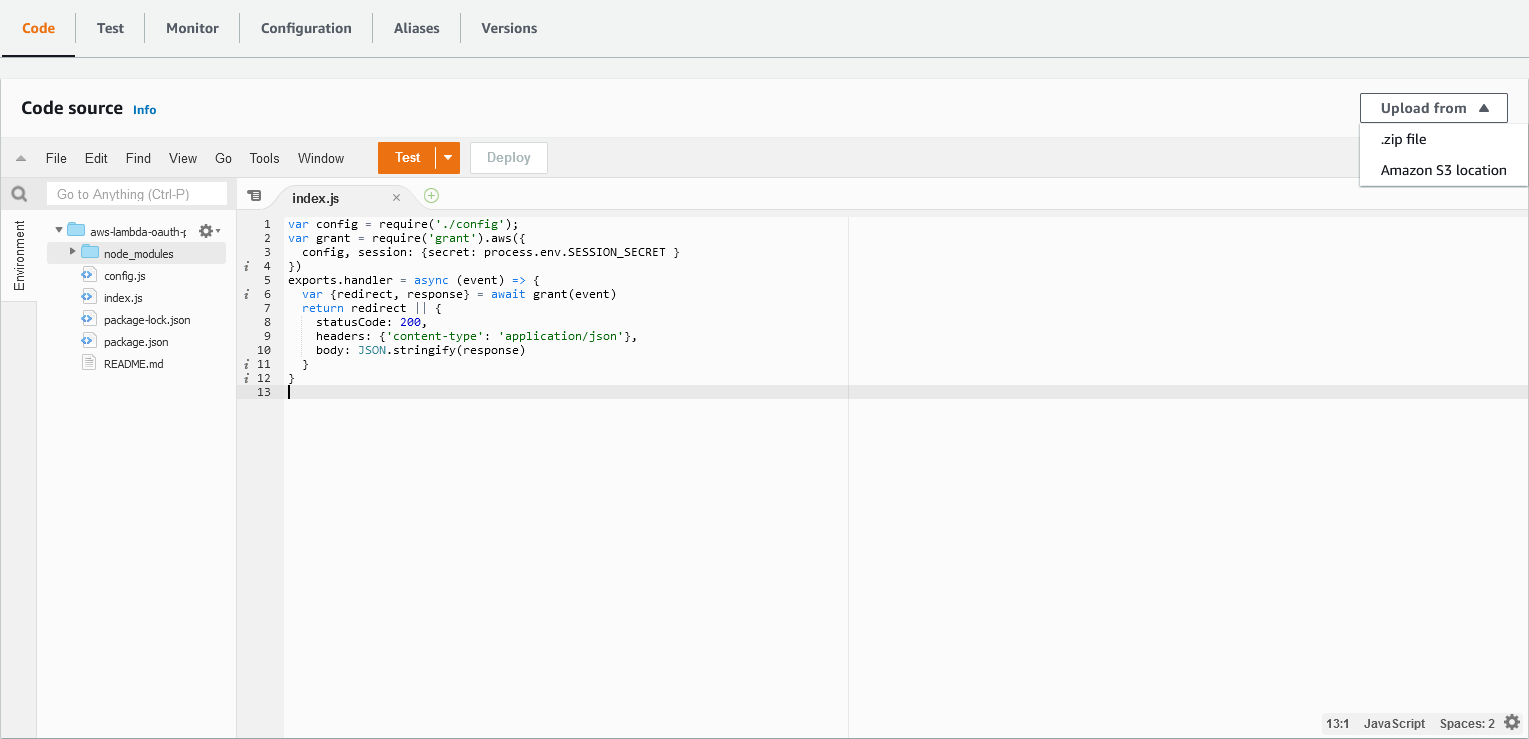 Code Test Monitor Configuration Aliases Versions
Code source Info
Upload from
.zip file
Amazon S3 location
File Edit Find View Go Tools Window Test Deploy
Go to Anything (Ctrl-P)
index.js
Environment
aws-lambda-oauth-p
node_modules
config.js
index.js
package-lock.json
package.json
README.md
1 var config = require('./config');
2 var grant = require('grant').aws({
3   config, session: {secret: process.env.SESSION_SECRET }
i 4 })
5 exports.handler = async (event) => {
i 6   var {redirect, response} = await grant(event)
7   return redirect || {
8     statusCode: 200,
9     headers: {'content-type': 'application/json'},
10     body: JSON.stringify(response)
i 11   }
i 12 }
13
13:1 JavaScript Spaces: 2